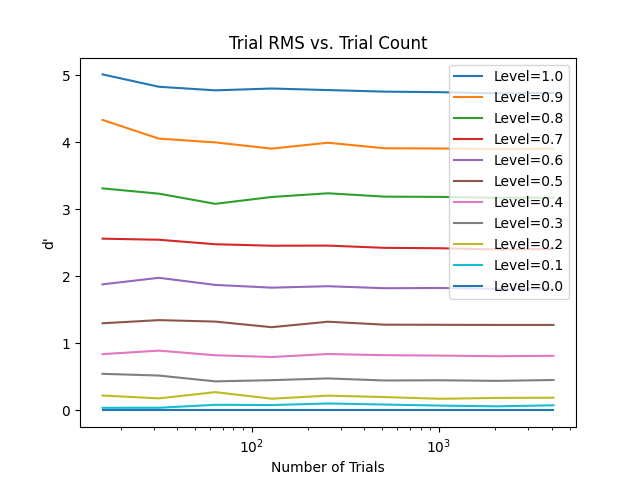 Trial RMS vs. Trial Count
5
4
3
2
1
0
d'
10²
10³
Number of Trials
Level=1.0
Level=0.9
Level=0.8
Level=0.7
Level=0.6
Level=0.5
Level=0.4
Level=0.3
Level=0.2
Level=0.1
Level=0.0